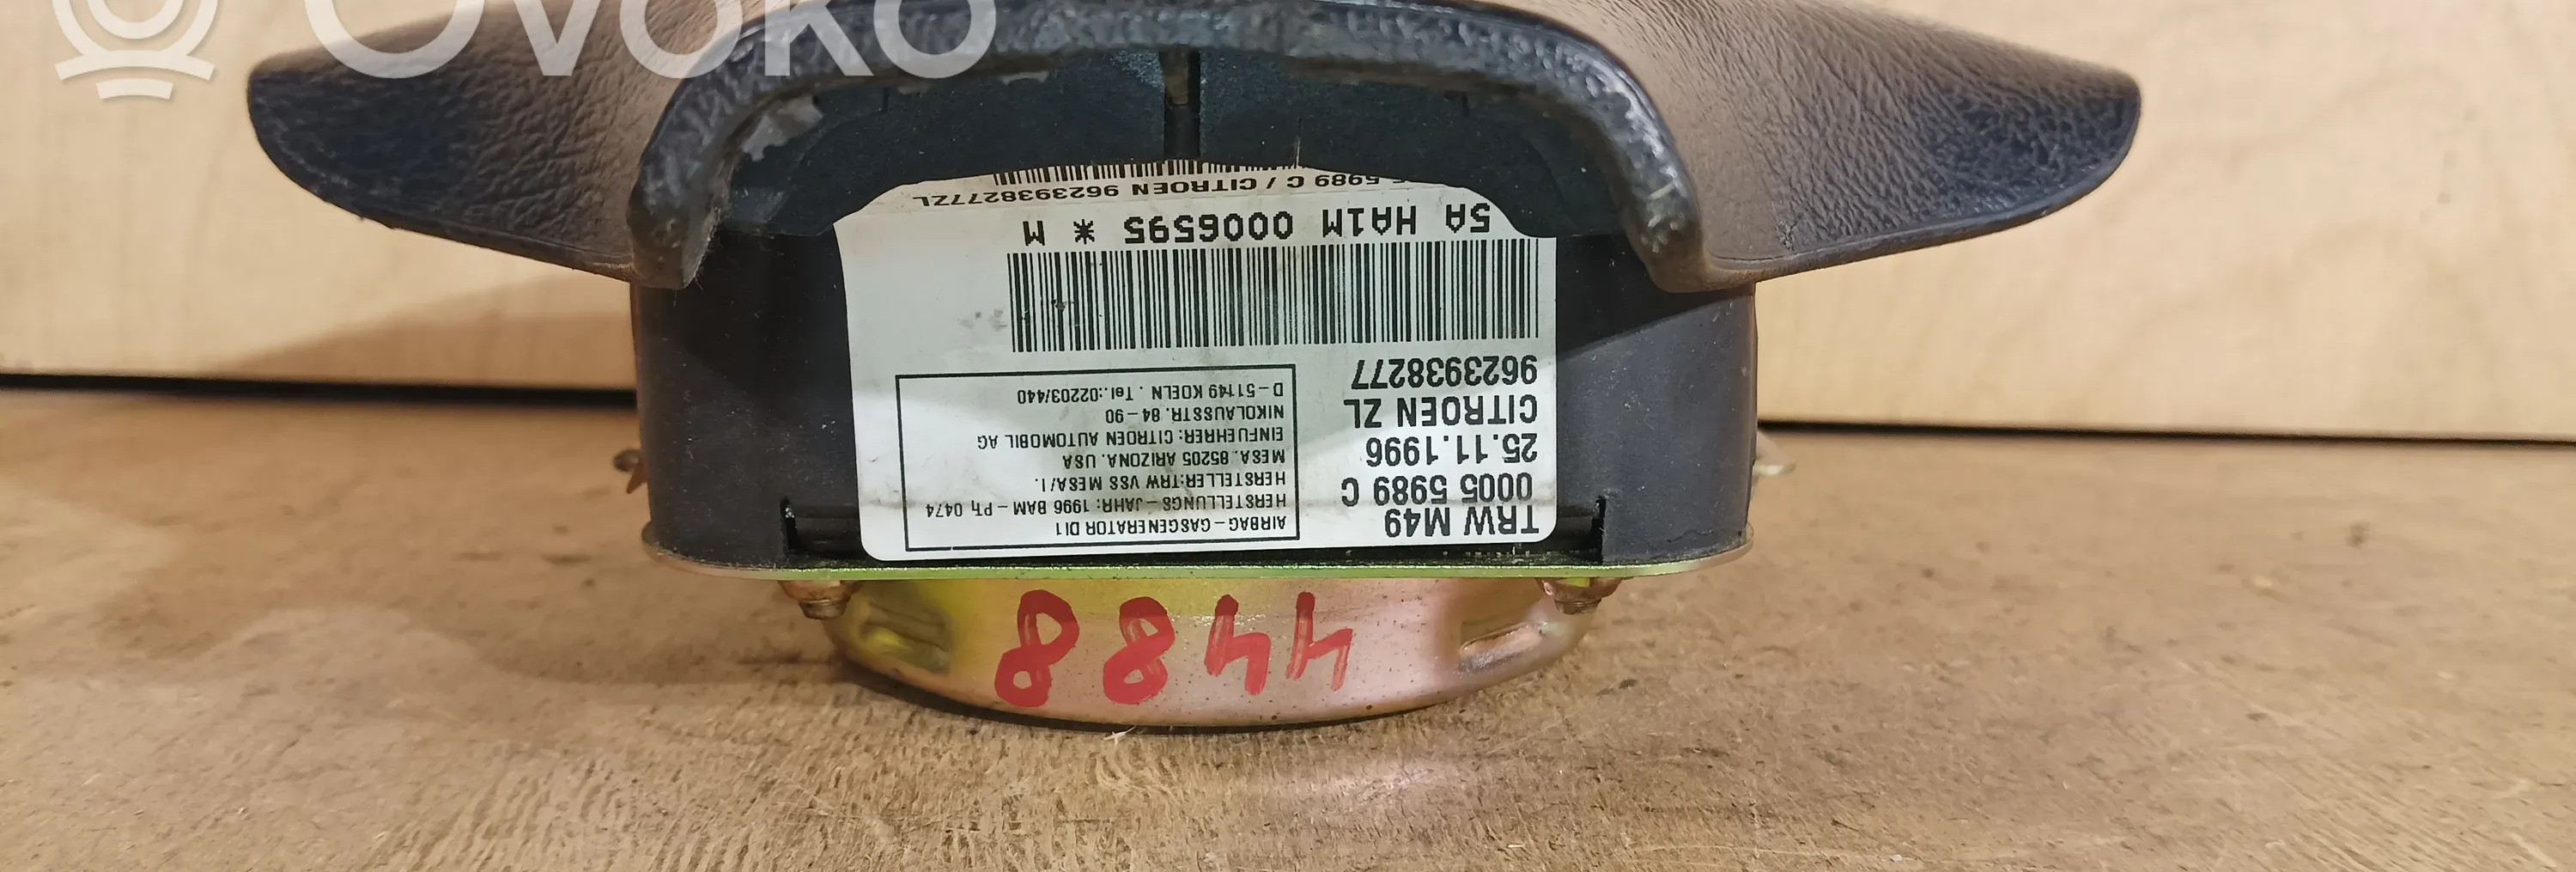 OVOKO
TRW M49
0005 5989 C
25.11.1996
CITROEN ZL
9623938277
AIRBAG-GASGENERATOR DI1
HERSTELLUNGS-JAHR: 1996 BAM-PT1 0474
HERSTELLER:TRW VSS MESA/I.
MESA. 85205 ARIZONA. USA
EINFUEHRER: CITROEN AUTOMOBIL AG
NIKOLAUSSTR. 84-90
D-51149 KOELN . Tel.:02203/440
5A HA1M 0006595 * M
5989 C / CITROEN 9623938277ZL
4488